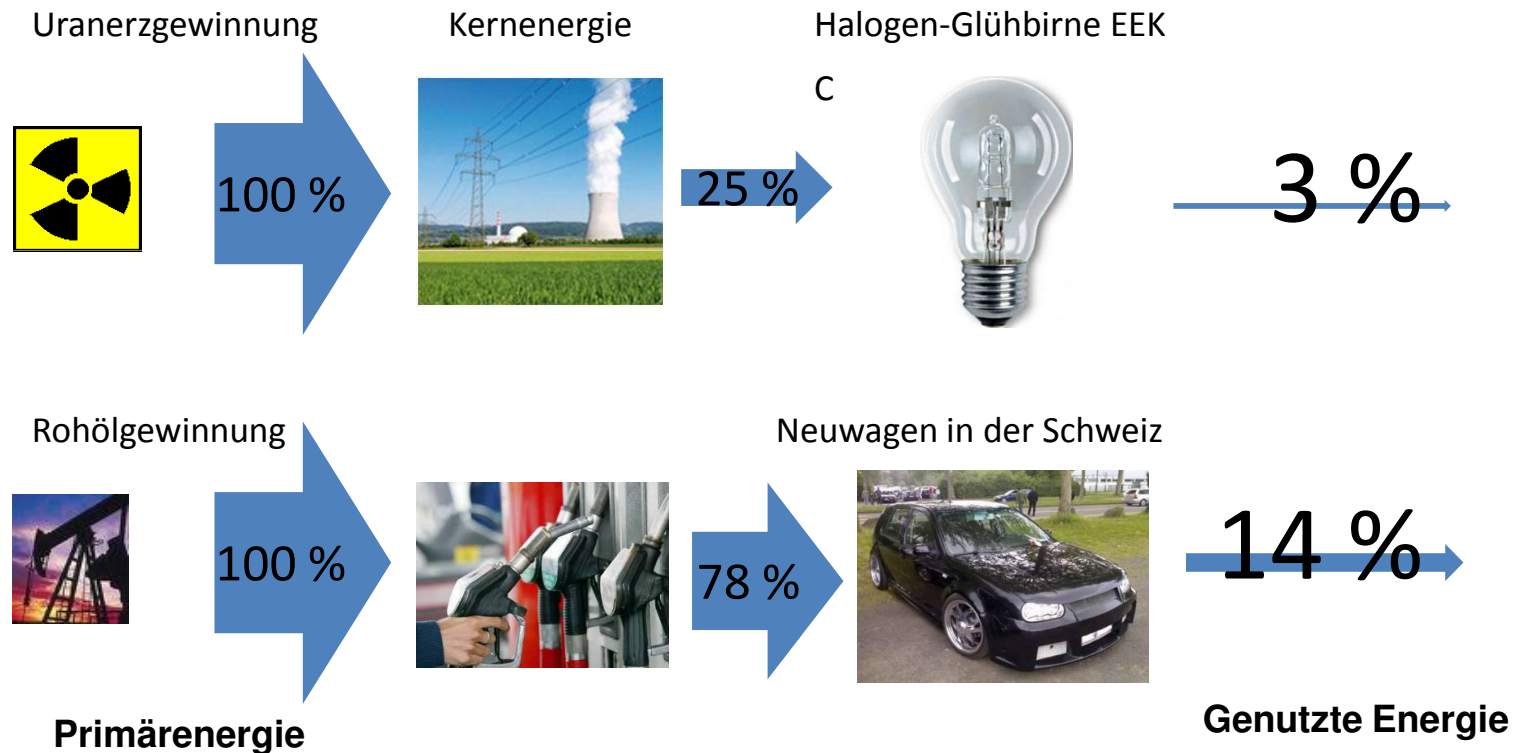 Uranerzgewinnung
Kernenergie
Halogen-Glühbirne EEK
C
100 %
25 %
3 %
Rohölgewinnung
Neuwagen in der Schweiz
100 %
78 %
14 %
Primärenergie
Genutzte Energie